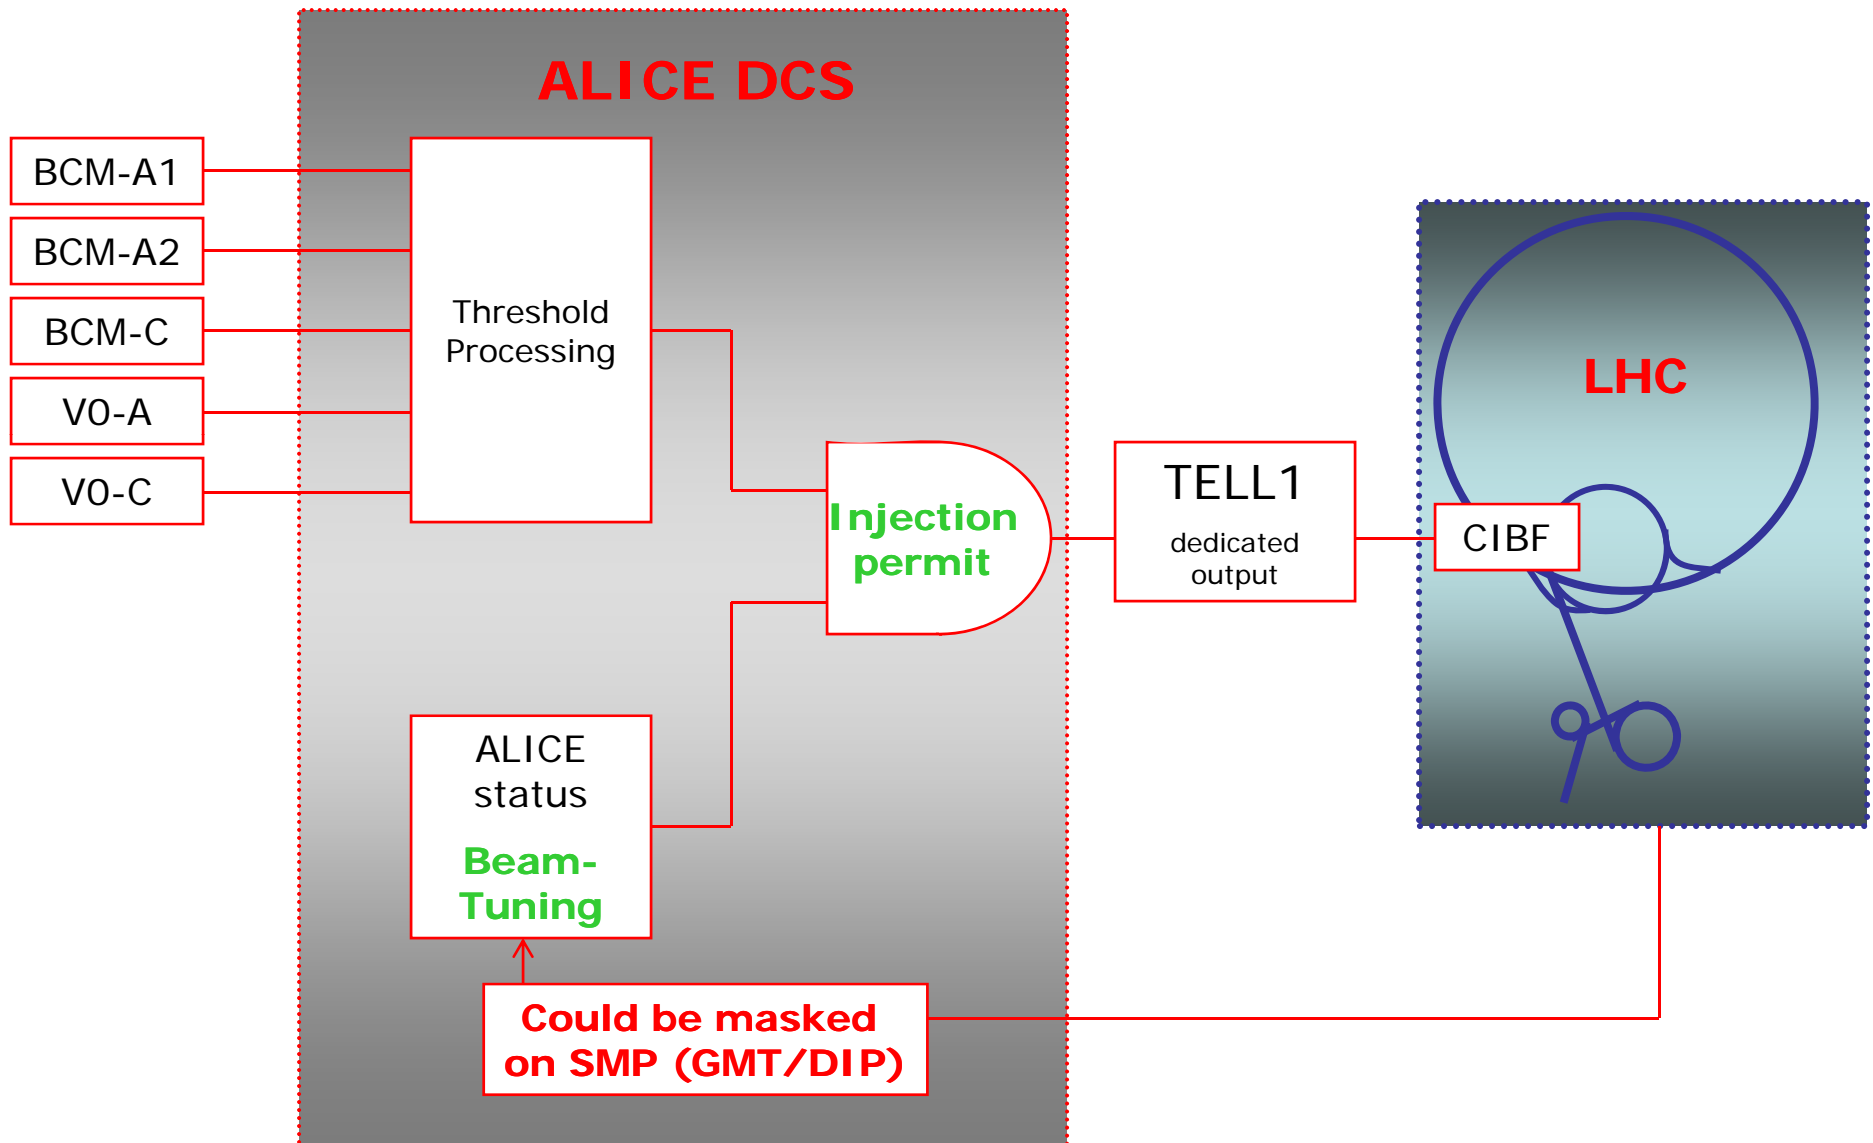 ALICE DCS
BCM-A1
BCM-A2
BCM-C
V0-A
V0-C
Threshold
Processing
Injection
permit
TELL1
dedicated
output
CIBF
LHC
ALICE
status
Beam-
Tuning
Could be masked
on SMP (GMT/DIP)